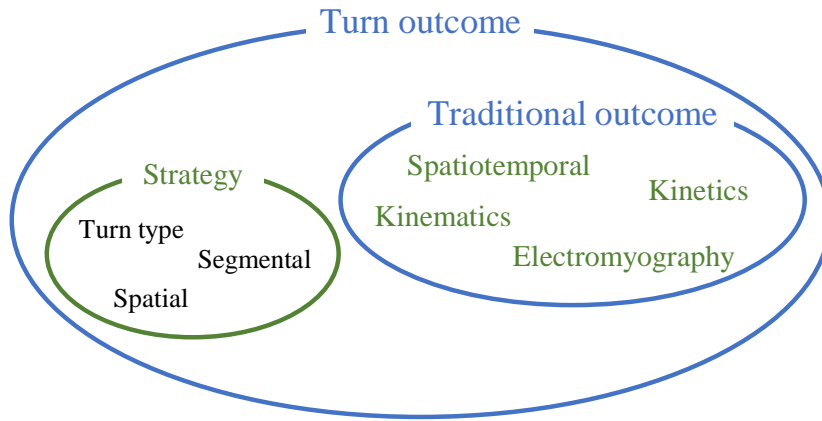 Turn outcome
Traditional outcome
Spatiotemporal
Kinetics
Kinematics
Electromyography
Strategy
Turn type
Segmental
Spatial